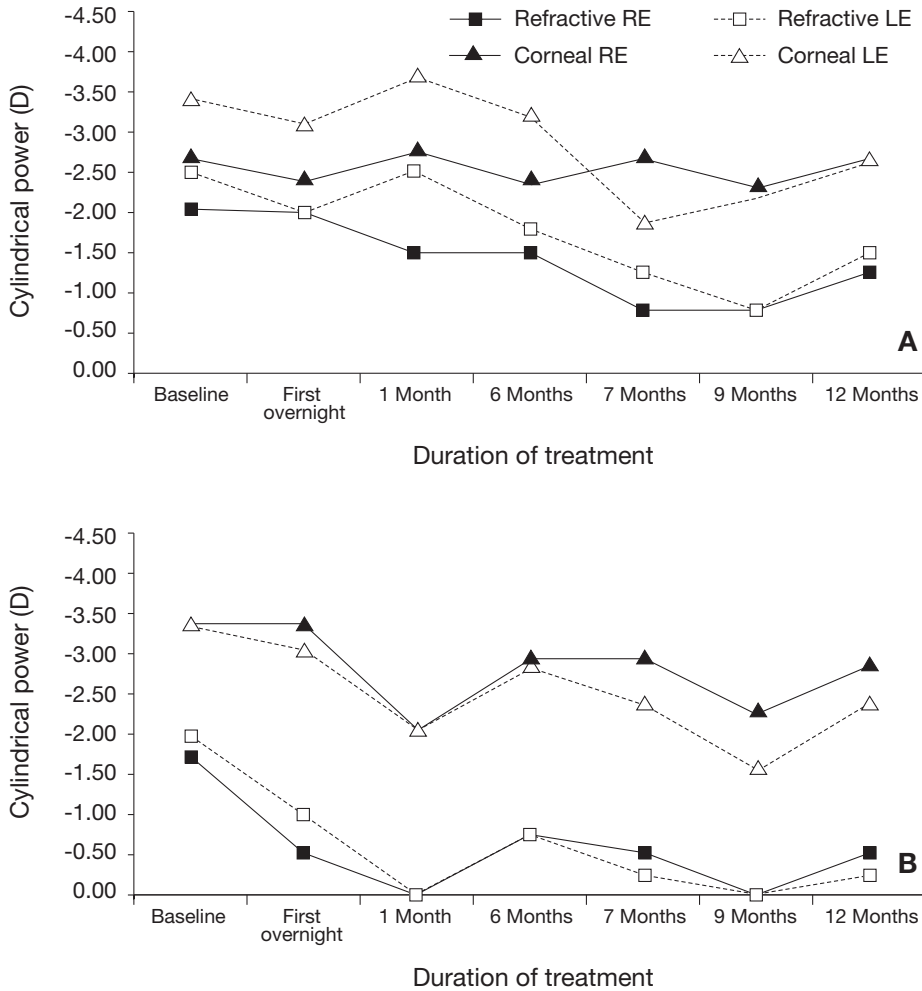 -4.50
-4.00
-3.50
-3.00
-2.50
-2.00
-1.50
-1.00
-0.50
0.00
Cylindrical power (D)
Refractive RE
Refractive LE
Corneal RE
Corneal LE
A
Baseline
First
overnight
1 Month
6 Months
7 Months
9 Months
12 Months
Duration of treatment
-4.50
-4.00
-3.50
-3.00
-2.50
-2.00
-1.50
-1.00
-0.50
0.00
Cylindrical power (D)
B
Baseline
First
overnight
1 Month
6 Months
7 Months
9 Months
12 Months
Duration of treatment